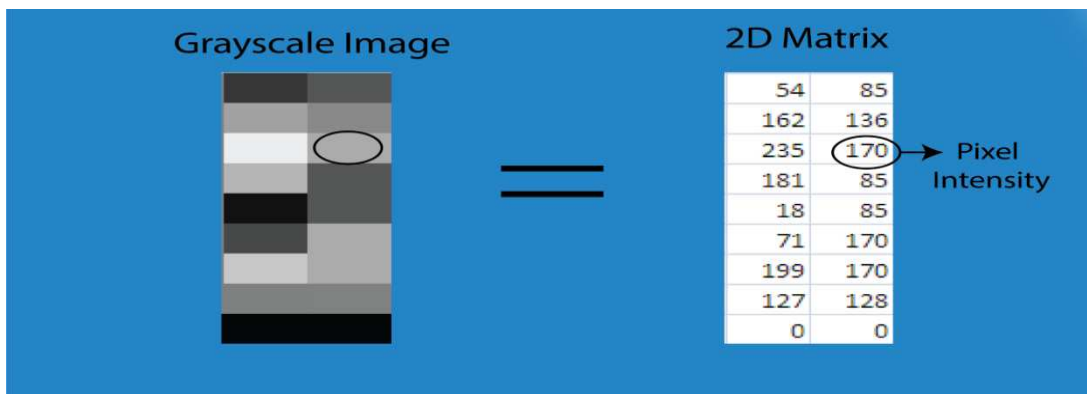 Grayscale Image
2D Matrix
54 85
162 136
235 170 Pixel
181 85 Intensity
18 85
71 170
199 170
127 128
0 0